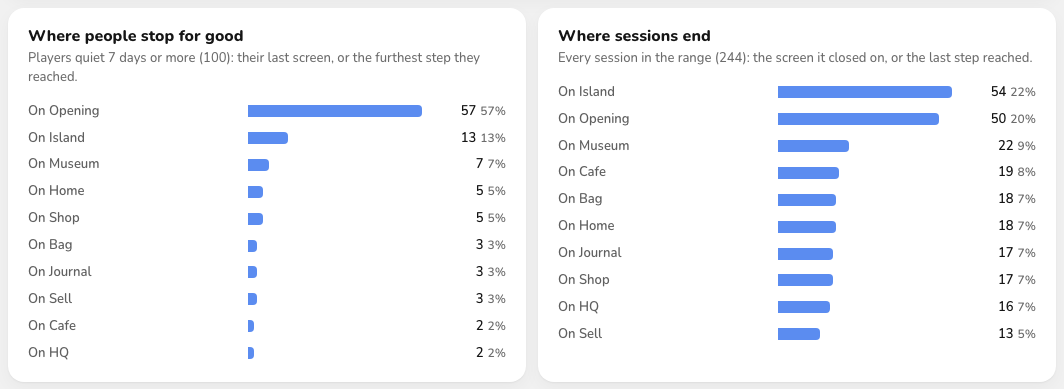 Where people stop for good
Players quiet 7 days or more (100): their last screen, or the furthest step they
reached.
On Opening 57 57%
On Island 13 13%
On Museum 7 7%
On Home 5 5%
On Shop 5 5%
On Bag 3 3%
On Journal 3 3%
On Sell 3 3%
On Cafe 2 2%
On HQ 2 2%
Where sessions end
Every session in the range (244): the screen it closed on, or the last step reached.
On Island 54 22%
On Opening 50 20%
On Museum 22 9%
On Cafe 19 8%
On Bag 18 7%
On Home 18 7%
On Journal 17 7%
On Shop 17 7%
On HQ 16 7%
On Sell 13 5%